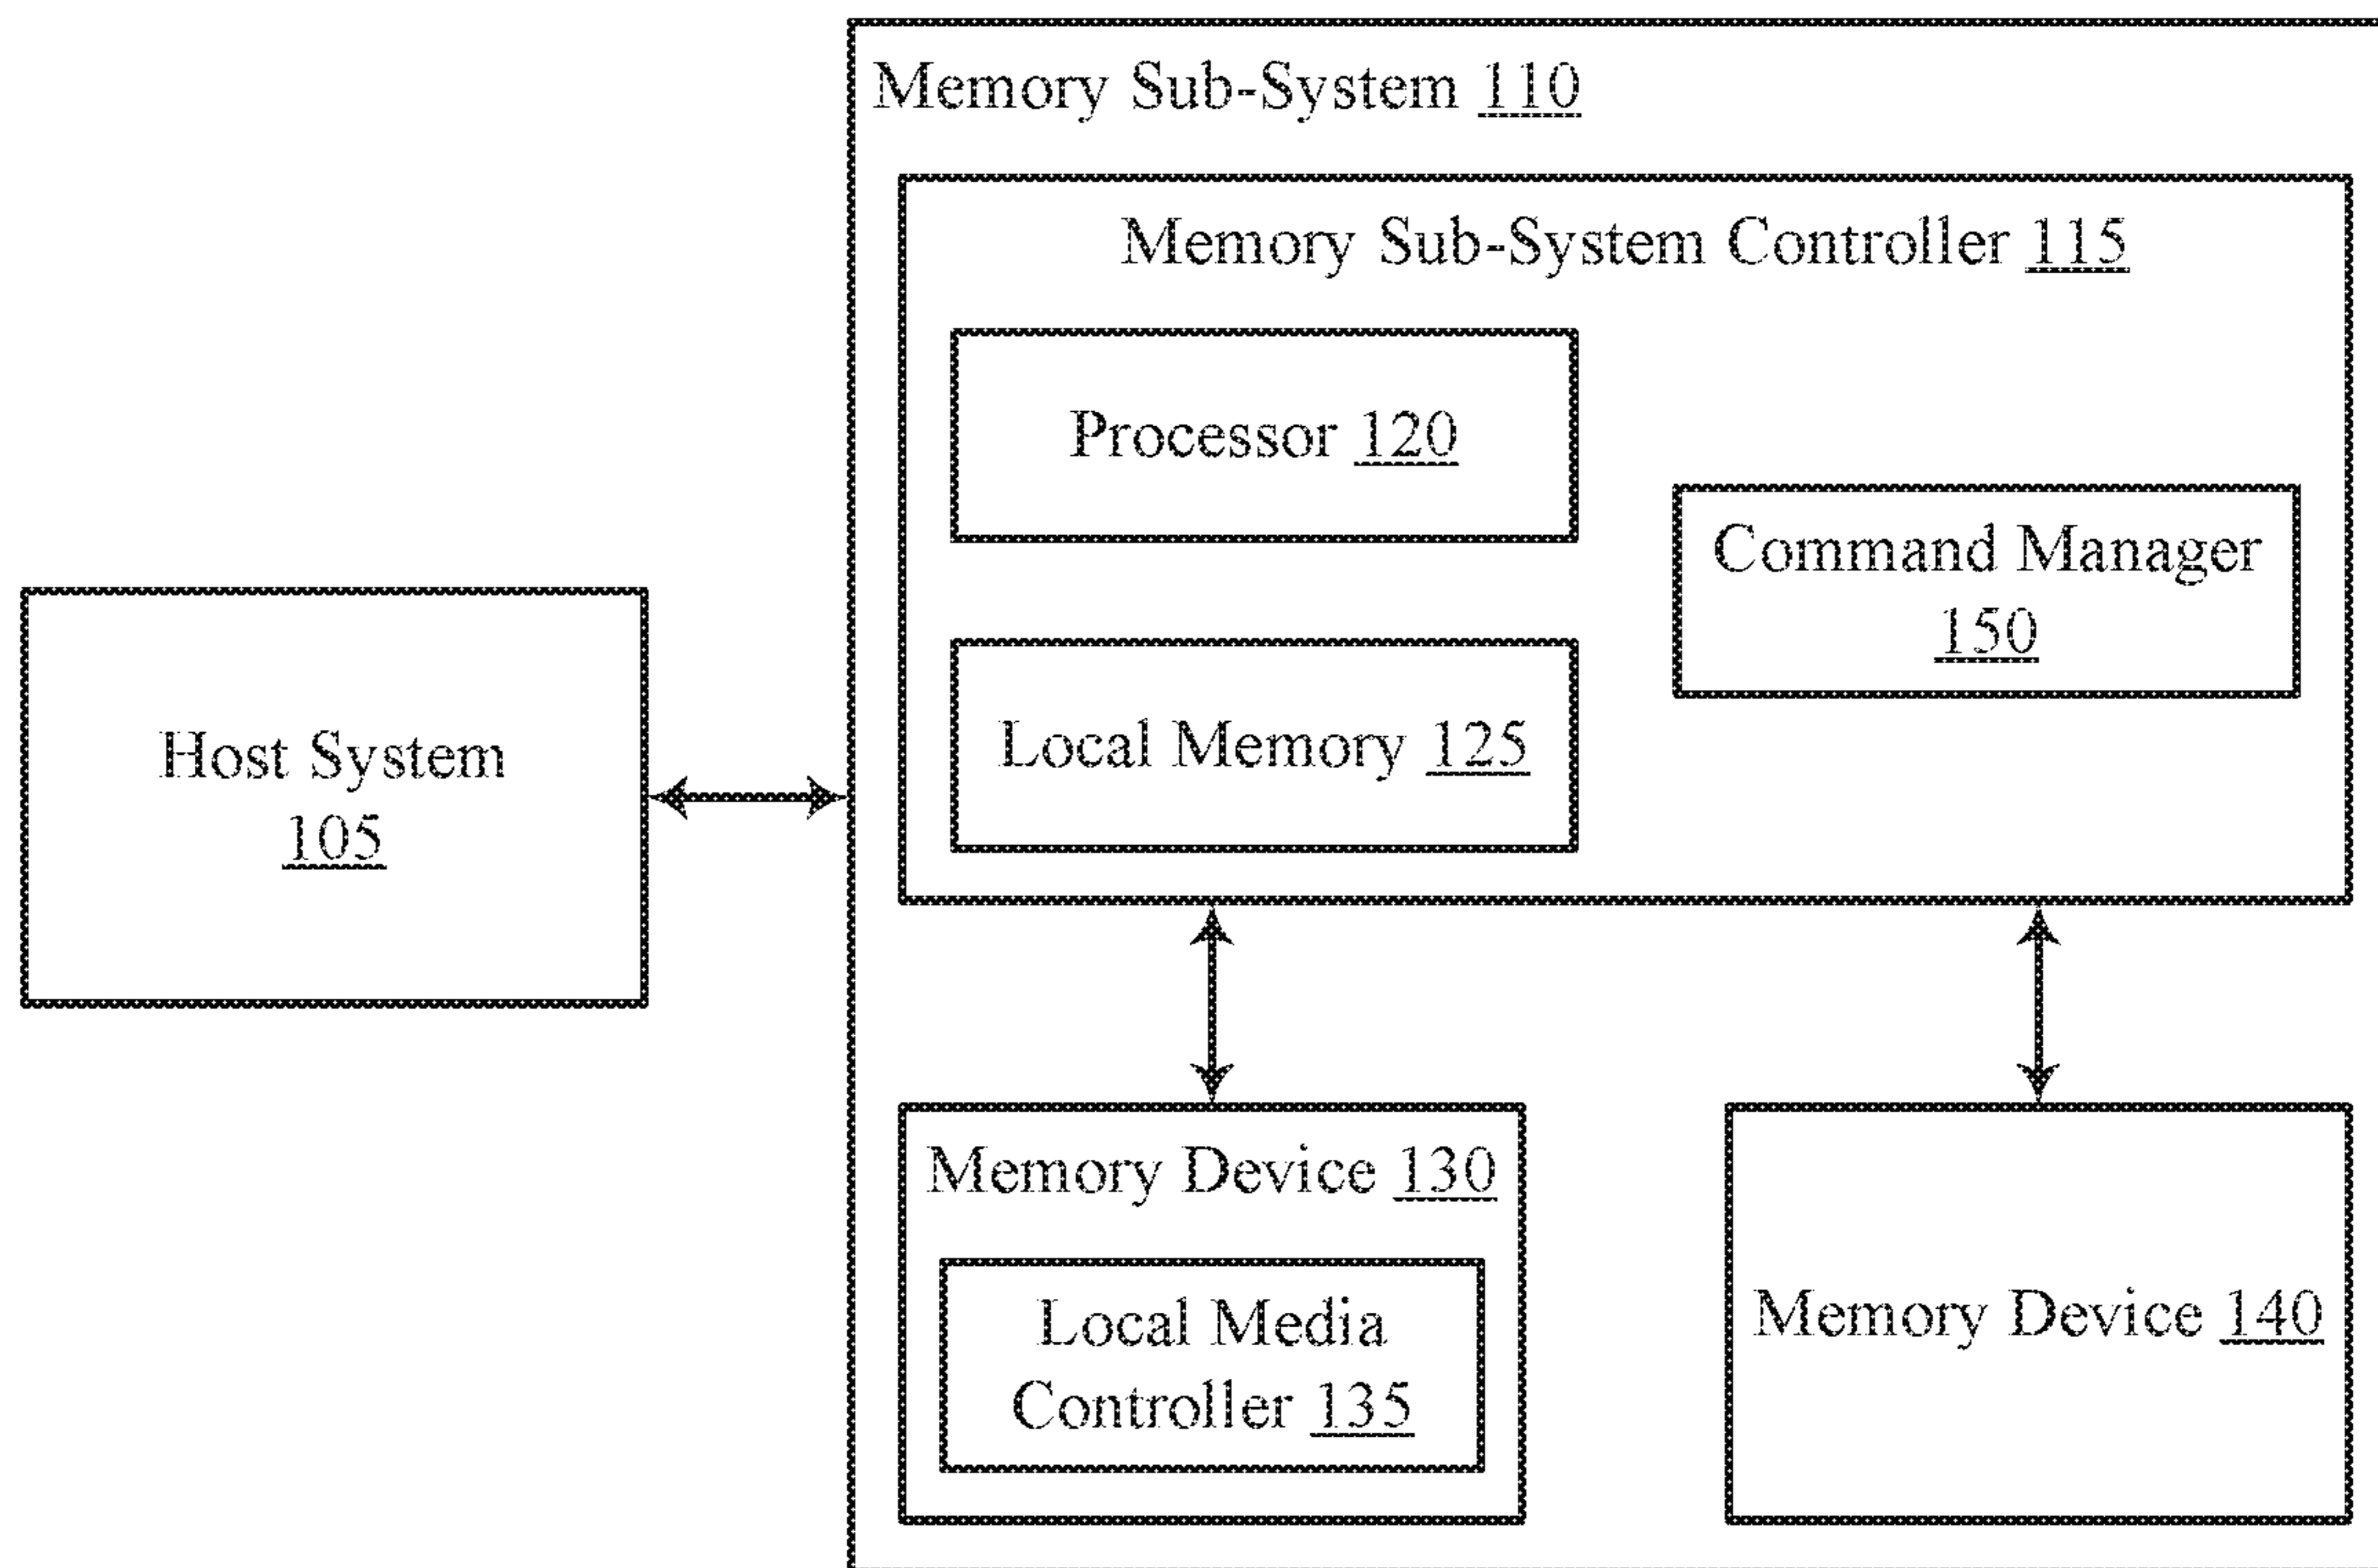 Memory Sub-System 110
Memory Sub-System Controller 115
Processor 120
Command Manager
150
Local Memory 125
Host System
105
Memory Device 130
Local Media
Controller 135
Memory Device 140